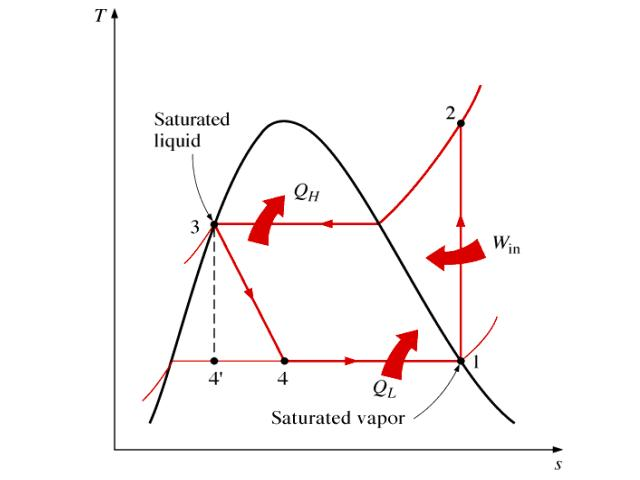 T
2
Saturated
liquid
Q_H
3
W_in
4'
4
Q_L
1
Saturated vapor
s